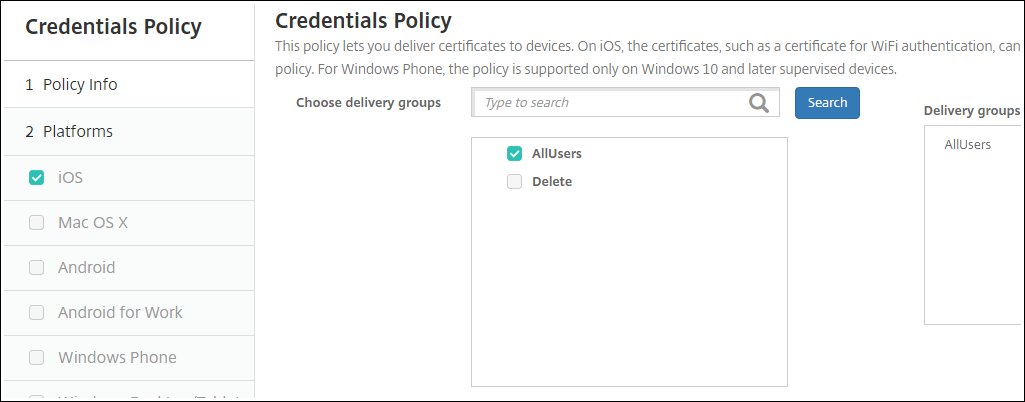 Credentials Policy
1 Policy Info
2 Platforms
iOS
Mac OS X
Android
Android for Work
Windows Phone
Credentials Policy
This policy lets you deliver certificates to devices. On iOS, the certificates, such as a certificate for WiFi authentication, can
policy. For Windows Phone, the policy is supported only on Windows 10 and later supervised devices.
Choose delivery groups
Type to search
Search
AllUsers
Delete
Delivery groups
AllUsers